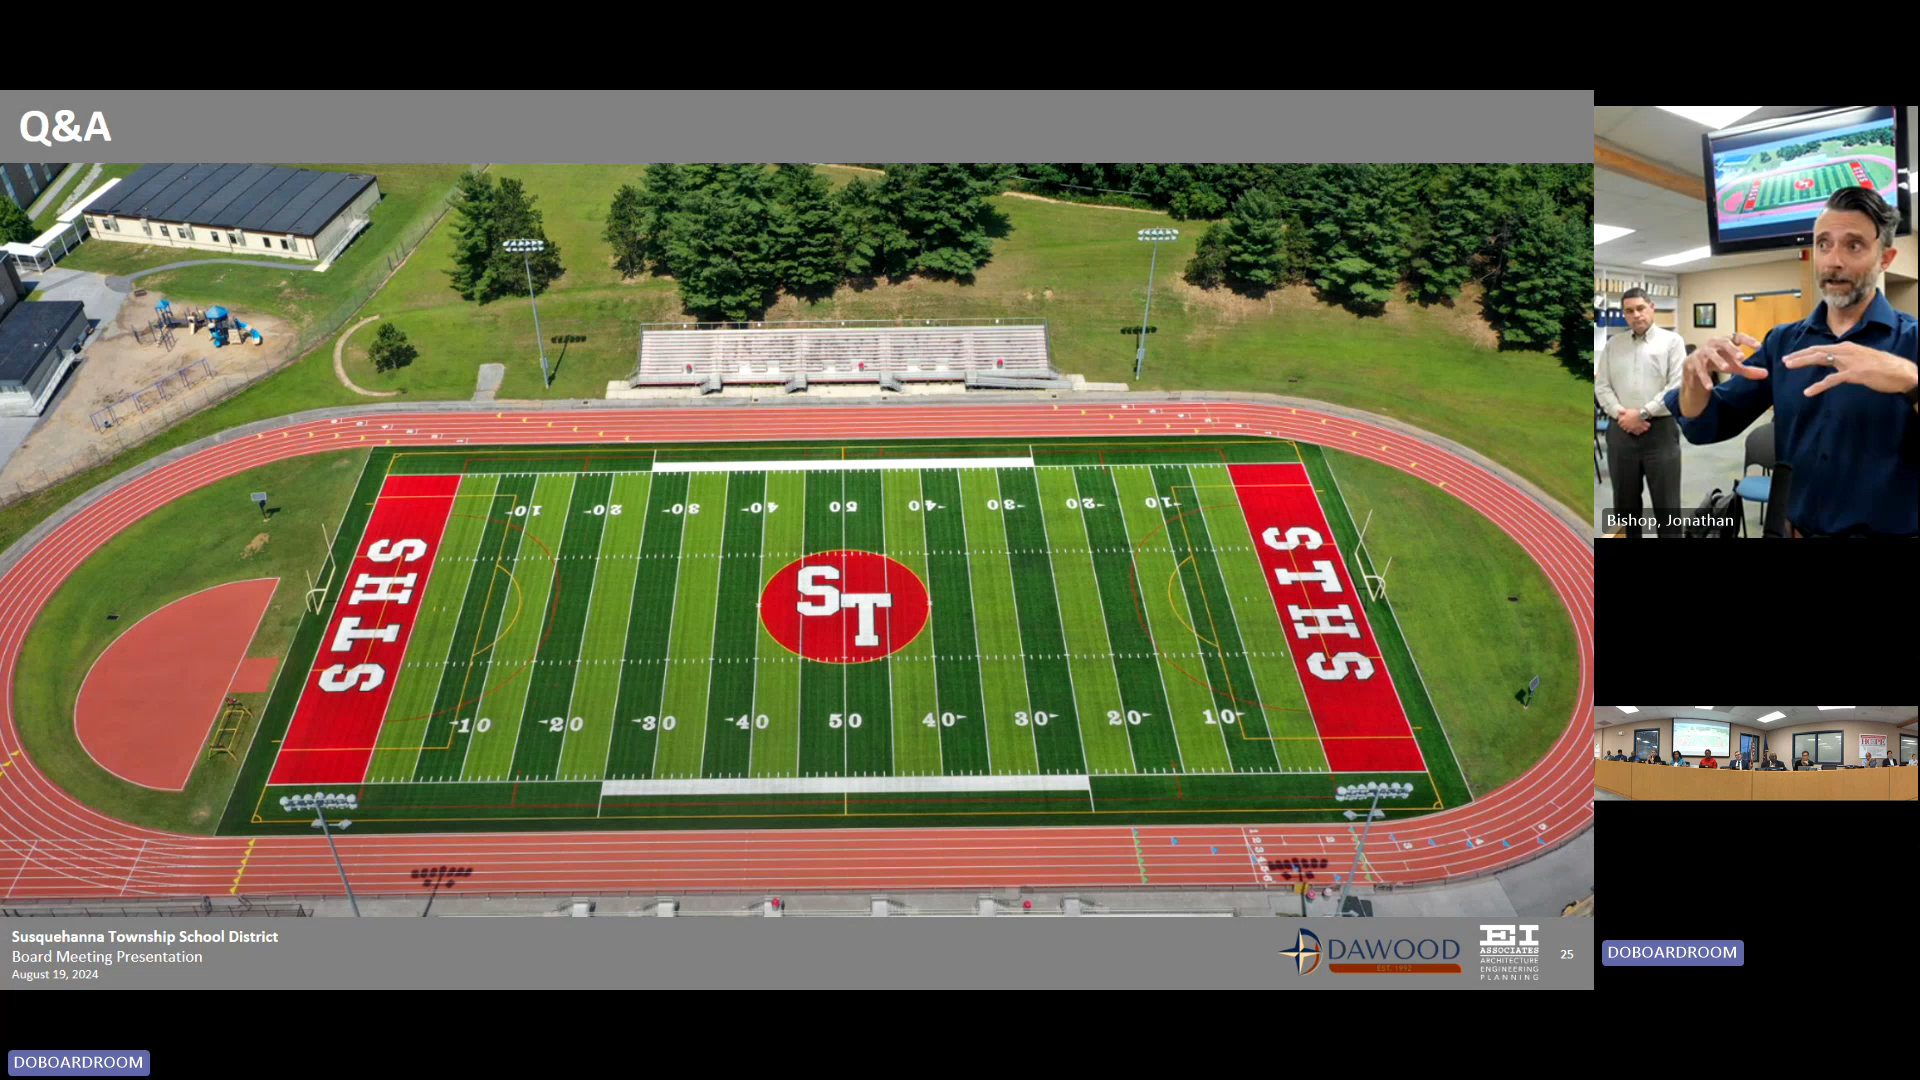 Q&A
STHS
STHS
ST
10 20 30 40 50 40 30 20 10
10 20 30 40 50 40 30 20 10
Susquehanna Township School District
Board Meeting Presentation
August 19, 2024
DAWOOD
EST. 1992
EI
ASSOCIATES
ARCHITECTURE
ENGINEERING
PLANNING
25
Bishop, Jonathan
DOBOARDROOM
DOBOARDROOM